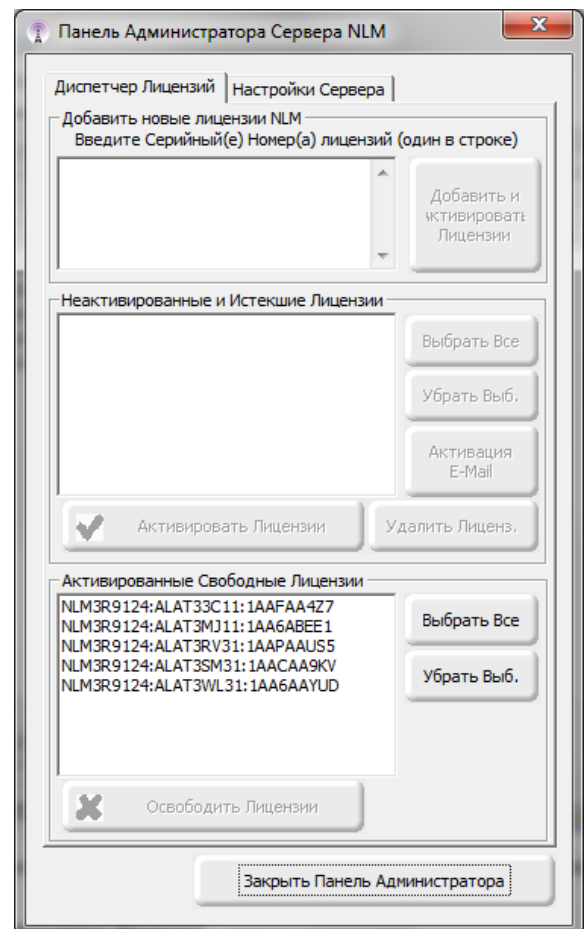 Панель Администратора Сервера NLM
Диспетчер Лицензий
Настройки Сервера
Добавить новые лицензии NLM
Введите Серийный(е) Номер(а) лицензий (один в строке)
Добавить и
активировать
Лицензии
Неактивированные и Истекшие Лицензии
Выбрать Все
Убрать Выб.
Активация
E-Mail
Активировать Лицензии
Удалить Лиценз.
Активированные Свободные Лицензии
NLM3R9124:ALAT33C11:1AAFAA4Z7
NLM3R9124:ALAT3MJ11:1AA6ABEE1
NLM3R9124:ALAT3RV31:1AAPAAUS5
NLM3R9124:ALAT3SM31:1AACAA9KV
NLM3R9124:ALAT3WL31:1AA6AAYUD
Выбрать Все
Убрать Выб.
Освободить Лицензии
Закрыть Панель Администратора